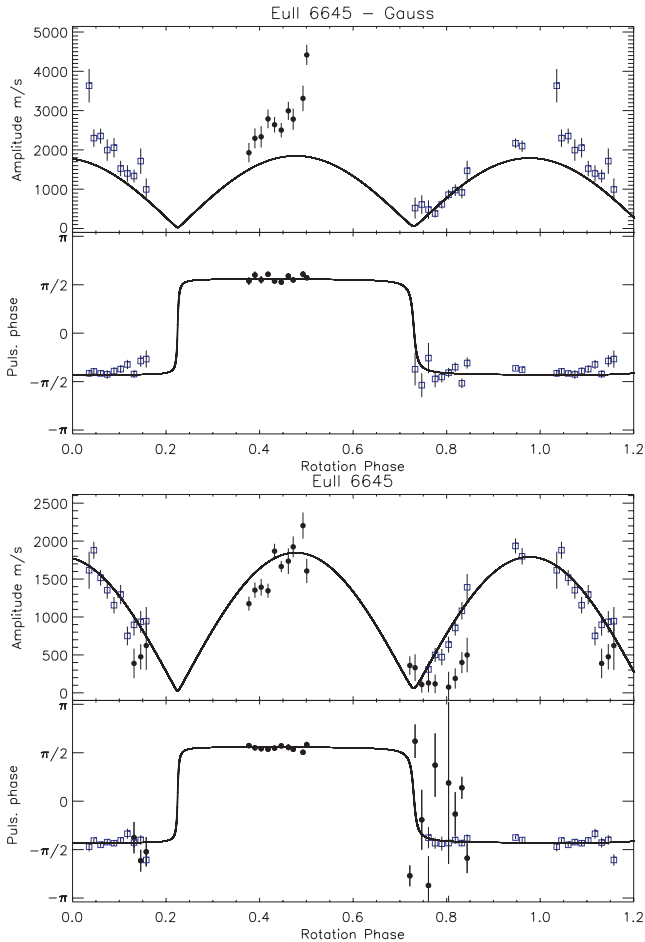 EuII 6645 – Gauss
5000
4000
3000
2000
1000
0
Amplitude m/s
π
π/2
0
−π/2
−π
Puls. phase
0.0 0.2 0.4 0.6 0.8 1.0 1.2
Rotation Phase
EuII 6645
2500
2000
1500
1000
500
0
Amplitude m/s
π
π/2
0
−π/2
−π
Puls. phase
0.0 0.2 0.4 0.6 0.8 1.0 1.2
Rotation Phase